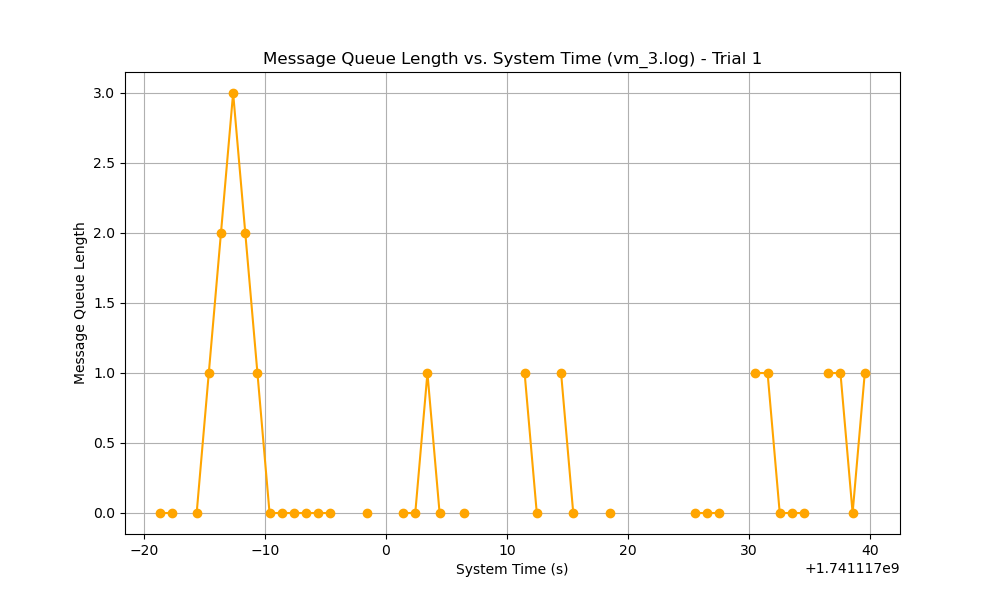 Message Queue Length vs. System Time (vm_3.log) - Trial 1
Message Queue Length
3.0
2.5
2.0
1.5
1.0
0.5
0.0
−20 −10 0 10 20 30 40
System Time (s)
+1.741117e9